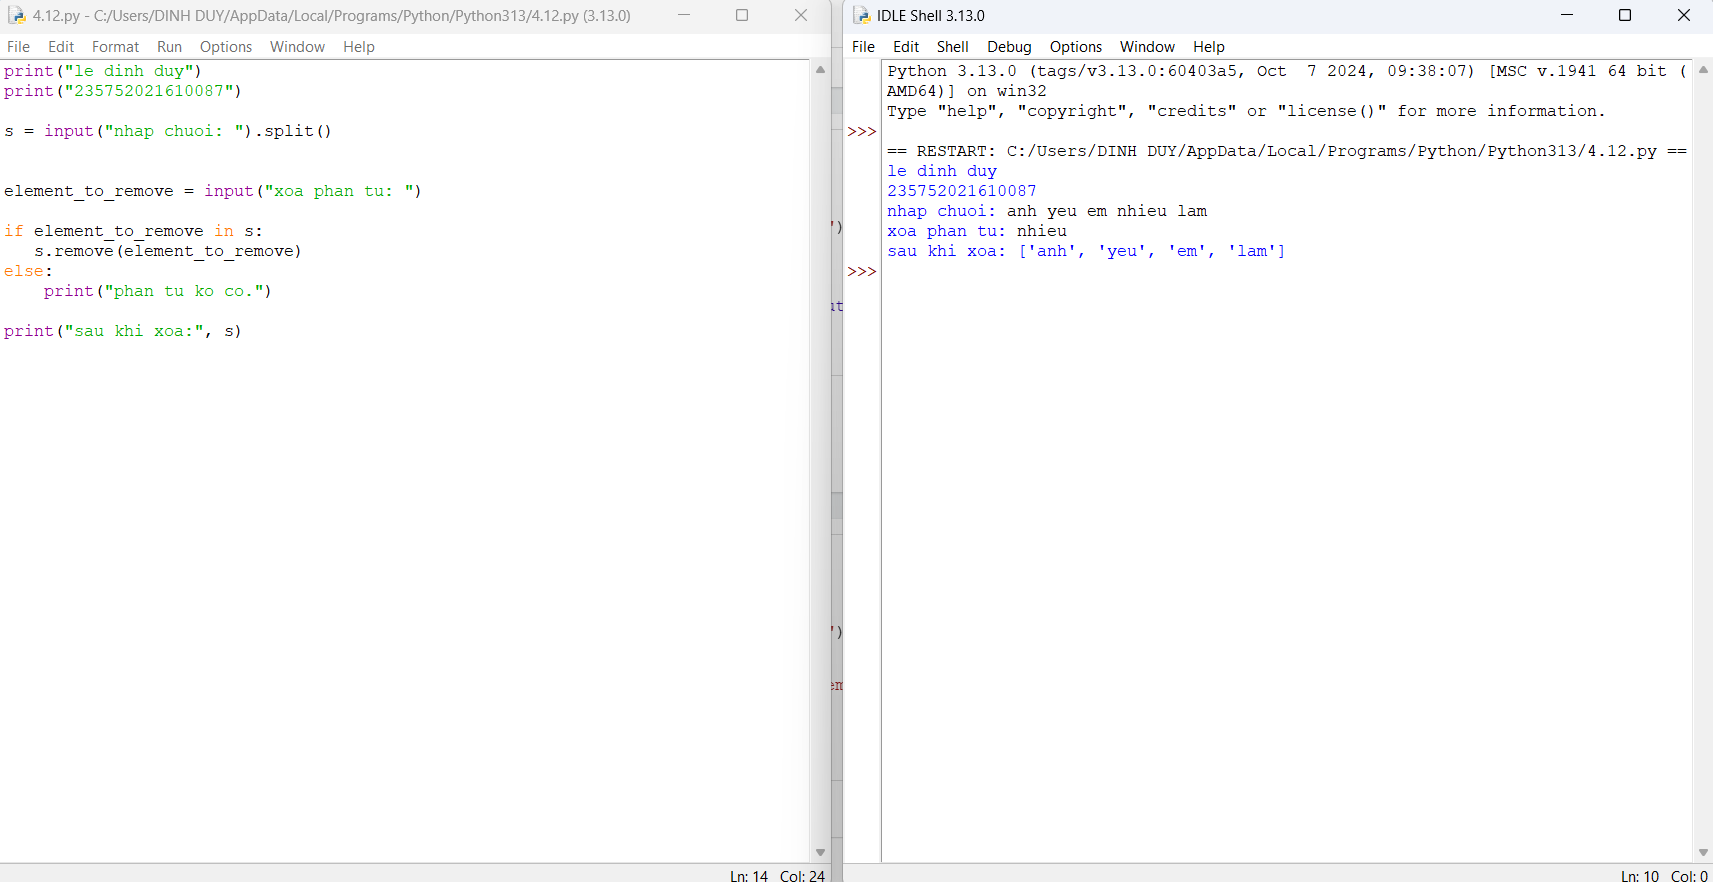 4.12.py - C:/Users/DINH DUY/AppData/Local/Programs/Python/Python313/4.12.py (3.13.0)
File Edit Format Run Options Window Help
print("le dinh duy")
print("235752021610087")
s = input("nhap chuoi: ").split()
element_to_remove = input("xoa phan tu: ")
if element_to_remove in s:
   s.remove(element_to_remove)
else:
    print("phan tu ko co.")
print("sau khi xoa:", s)
Ln: 14 Col: 24
')
ut
')
em
IDLE Shell 3.13.0
File Edit Shell Debug Options Window Help
Python 3.13.0 (tags/v3.13.0:60403a5, Oct  7 2024, 09:38:07) [MSC v.1941 64 bit (
AMD64)] on win32
Type "help", "copyright", "credits" or "license()" for more information.
>>>
== RESTART: C:/Users/DINH DUY/AppData/Local/Programs/Python/Python313/4.12.py ==
le dinh duy
235752021610087
nhap chuoi: anh yeu em nhieu lam
xoa phan tu: nhieu
sau khi xoa: ['anh', 'yeu', 'em', 'lam']
>>>
Ln: 10 Col: 0